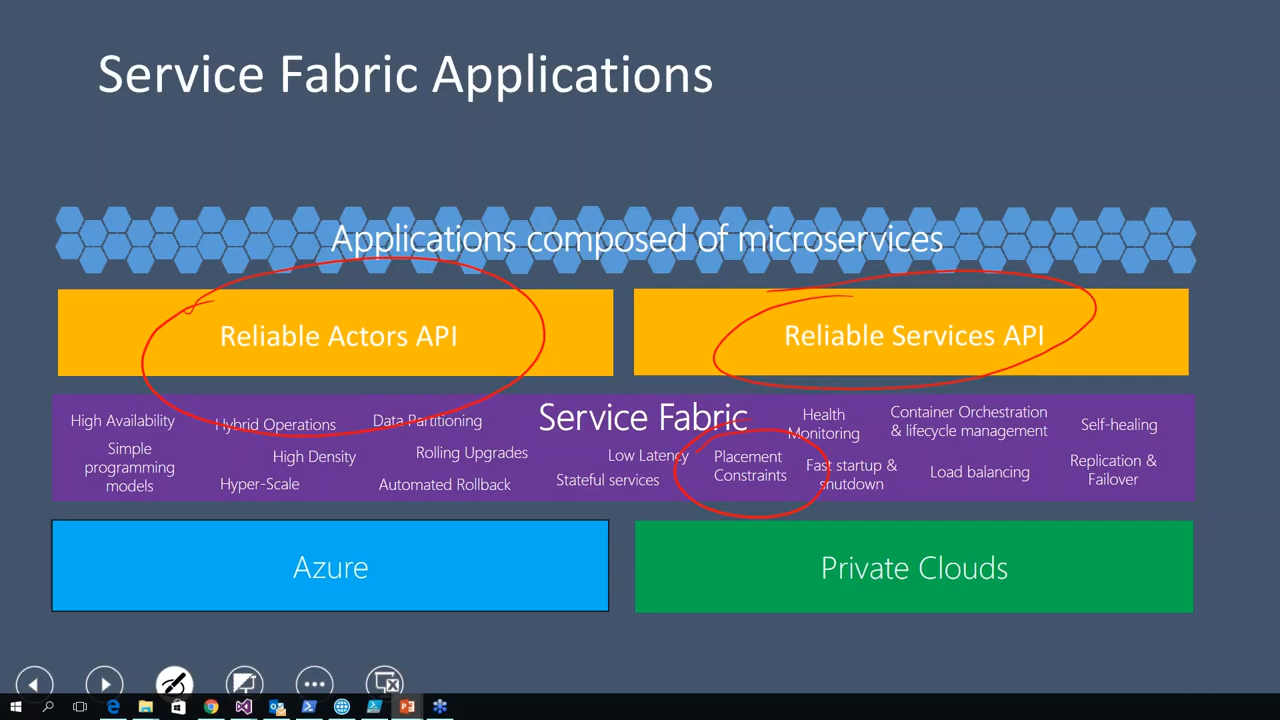 Service Fabric Applications
Applications composed of microservices
Reliable Actors API
Reliable Services API
Service Fabric
High Availability
Hybrid Operations
Data Partitioning
Health
Monitoring
Container Orchestration
& lifecycle management
Self-healing
Simple
programming
models
High Density
Rolling Upgrades
Low Latency
Placement
Constraints
Fast startup &
shutdown
Load balancing
Replication &
Failover
Hyper-Scale
Automated Rollback
Stateful services
Azure
Private Clouds